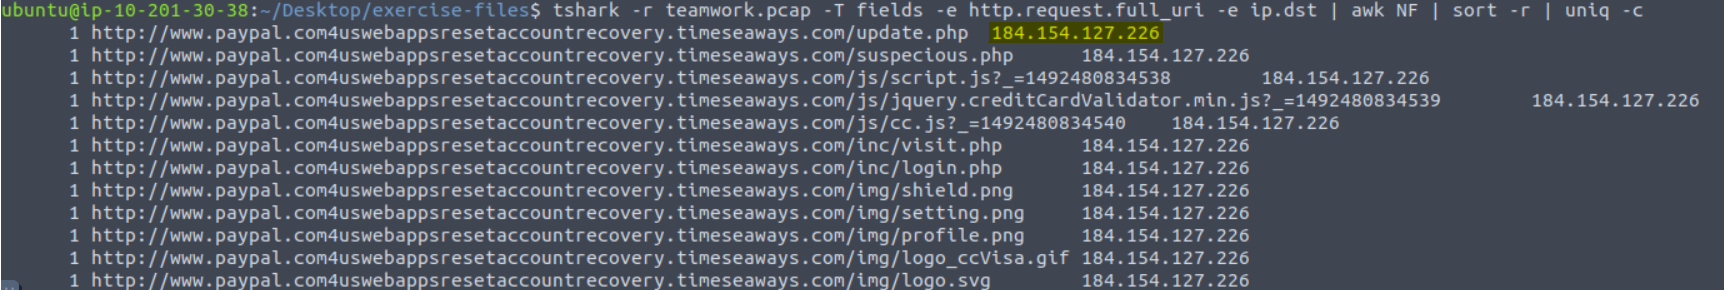 ubuntu@ip-10-201-30-38:~/Desktop/exercise-files$ tshark -r teamwork.pcap -T fields -e http.request.full_uri -e ip.dst | awk NF | sort -r | uniq -c
1 http://www.paypal.com4uswebappsresetaccountrecovery.timeseaways.com/update.php 184.154.127.226
1 http://www.paypal.com4uswebappsresetaccountrecovery.timeseaways.com/suspecious.php 184.154.127.226
1 http://www.paypal.com4uswebappsresetaccountrecovery.timeseaways.com/js/script.js?_=1492480834538 184.154.127.226
1 http://www.paypal.com4uswebappsresetaccountrecovery.timeseaways.com/js/jquery.creditCardValidator.min.js?_=1492480834539 184.154.127.226
1 http://www.paypal.com4uswebappsresetaccountrecovery.timeseaways.com/js/cc.js?_=1492480834540 184.154.127.226
1 http://www.paypal.com4uswebappsresetaccountrecovery.timeseaways.com/inc/visit.php 184.154.127.226
1 http://www.paypal.com4uswebappsresetaccountrecovery.timeseaways.com/inc/login.php 184.154.127.226
1 http://www.paypal.com4uswebappsresetaccountrecovery.timeseaways.com/img/shield.png 184.154.127.226
1 http://www.paypal.com4uswebappsresetaccountrecovery.timeseaways.com/img/setting.png 184.154.127.226
1 http://www.paypal.com4uswebappsresetaccountrecovery.timeseaways.com/img/profile.png 184.154.127.226
1 http://www.paypal.com4uswebappsresetaccountrecovery.timeseaways.com/img/logo_ccVisa.gif 184.154.127.226
1 http://www.paypal.com4uswebappsresetaccountrecovery.timeseaways.com/img/logo.svg 184.154.127.226